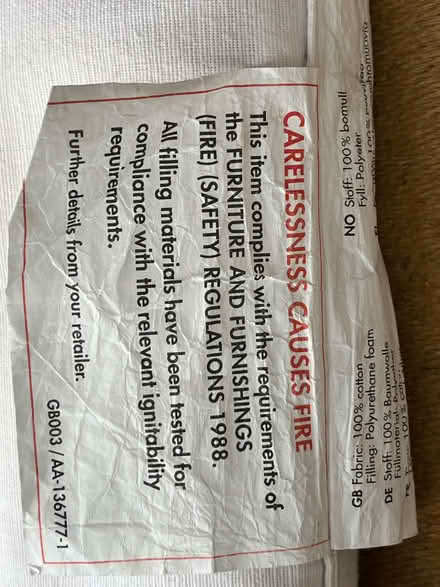 CARELESSNESS CAUSES FIRE
This item complies with the requirements of
the FURNITURE AND FURNISHINGS
(FIRE) (SAFETY) REGULATIONS 1988.
All filling materials have been tested for
compliance with the relevant ignitability
requirements.
Further details from your retailer.
GB003 / AA-136777-1
NO Stoff: 100% bomull
Fyll: Polyeter
GB Fabric: 100% cotton
Filling: Polyurethane foam
DE Stoff: 100% Baumwolle